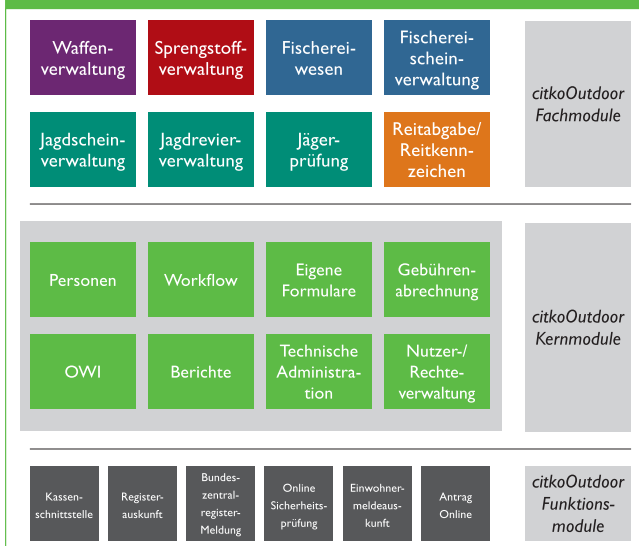 Waffen-
verwaltung
Sprengstoff-
verwaltung
Fischerei-
wesen
Fischerei-
schein-
verwaltung
citkoOutdoor
Fachmodule
Jagdschein-
verwaltung
Jagdrevier-
verwaltung
Jäger-
prüfung
Reitabgabe/
Reitkenn-
zeichen
Personen
Workflow
Eigene
Formulare
Gebühren-
abrechnung
citkoOutdoor
Kernmodule
OWI
Berichte
Technische
Administra-
tion
Nutzer-/
Rechte-
verwaltung
Kassen-
schnittstelle
Register-
auskunft
Bundes-
zentral-
register-
Meldung
Online
Sicherheits-
prüfung
Einwohner-
meldeaus-
kunft
Antrag
Online
citkoOutdoor
Funktions-
module